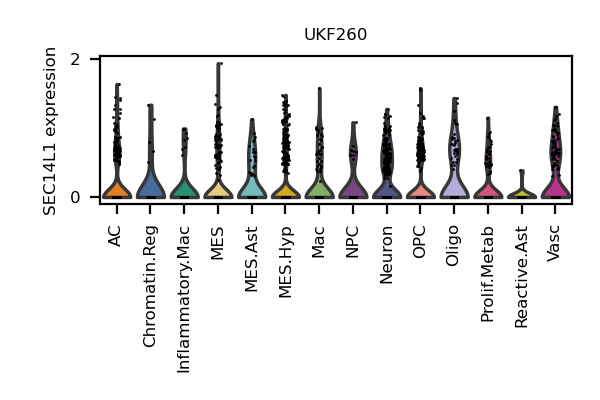 UKF260
SEC14L1 expression
2
0
AC
Chromatin.Reg
Inflammatory.Mac
MES
MES.Ast
MES.Hyp
Mac
NPC
Neuron
OPC
Oligo
Prolif.Metab
Reactive.Ast
Vasc